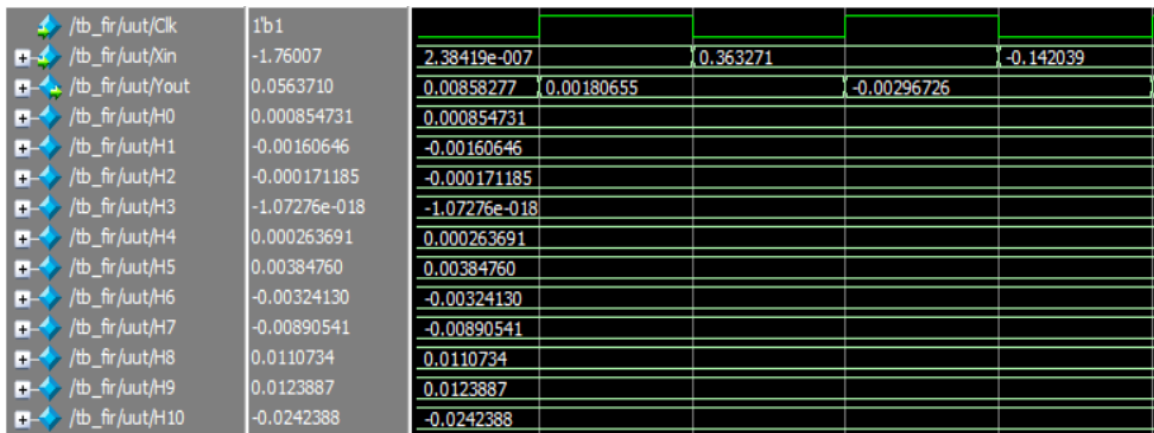 /tb_fir/uut/Clk 1'b1
/tb_fir/uut/Xin -1.76007 2.38419e-007 0.363271 -0.142039
/tb_fir/uut/Yout 0.0563710 0.00858277 0.00180655 -0.00296726
/tb_fir/uut/H0 0.000854731 0.000854731
/tb_fir/uut/H1 -0.00160646 -0.00160646
/tb_fir/uut/H2 -0.000171185 -0.000171185
/tb_fir/uut/H3 -1.07276e-018 -1.07276e-018
/tb_fir/uut/H4 0.000263691 0.000263691
/tb_fir/uut/H5 0.00384760 0.00384760
/tb_fir/uut/H6 -0.00324130 -0.00324130
/tb_fir/uut/H7 -0.00890541 -0.00890541
/tb_fir/uut/H8 0.0110734 0.0110734
/tb_fir/uut/H9 0.0123887 0.0123887
/tb_fir/uut/H10 -0.0242388 -0.0242388